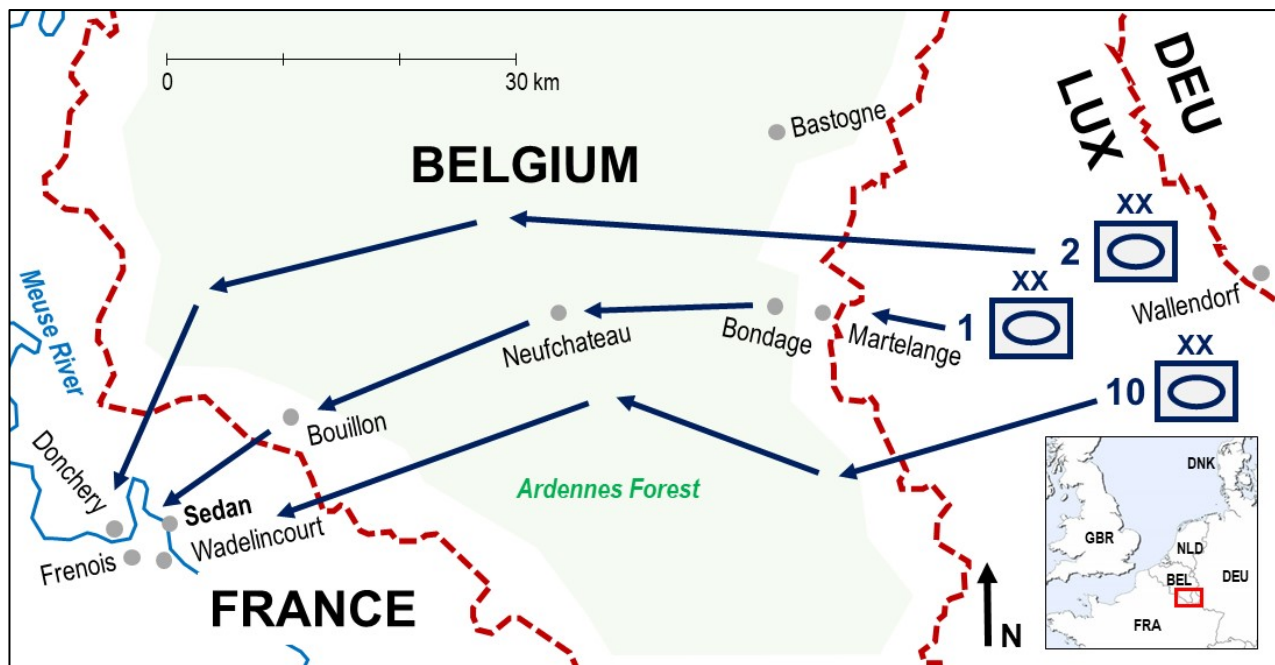 0
30 km
DEU
LUX
Bastogne
BELGIUM
XX
2
XX
1
Wallendorf
Meuse River
Neufchateau
Bondage
Martelange
XX
10
Bouillon
Donchery
Ardennes Forest
Sedan
Wadelincourt
Frenois
FRANCE
N
DNK
GBR
NLD
BEL
DEU
FRA